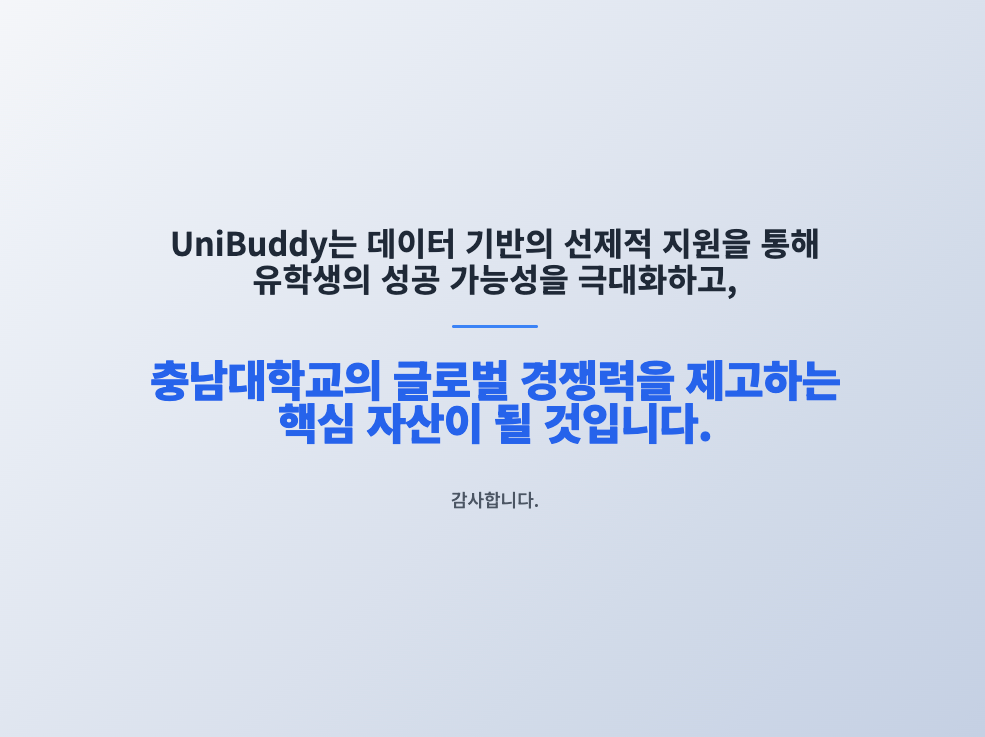 UniBuddy는 데이터 기반의 선제적 지원을 통해
유학생의 성공 가능성을 극대화하고,
충남대학교의 글로벌 경쟁력을 제고하는
핵심 자산이 될 것입니다.
감사합니다.